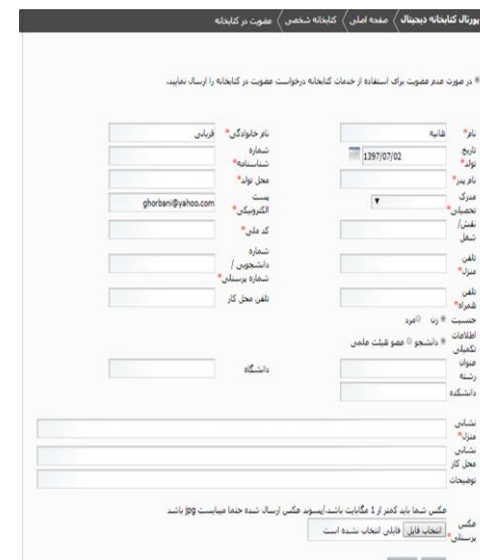 پورتال کتابخانه دیجیتال / صفحه اصلی / کتابخانه شخصی / عضویت در کتابخانه
در صورت عدم عضویت برای استفاده از خدمات کتابخانه درخواست عضویت در کتابخانه را ارسال نمایید.
نام* هانیه نام خانوادگی* قربانی
تاریخ تولد* 1397/07/02 شماره شناسنامه*
نام پدر* محل تولد*
مدرک تحصیلی* پست الکترونیکی* ghorbani@yahoo.com
نقش/شغل کد ملی*
تلفن منزل* شماره دانشجویی / شماره پرسنلی*
تلفن همراه* تلفن محل کار
جنسیت زن مرد
اطلاعات تکمیلی دانشجو عضو هیئت علمی
عنوان رشته دانشگاه
دانشکده
نشانی منزل*
نشانی محل کار
توضیحات
عکس شما باید کمتر از 1 مگابایت باشد/پسوند عکس ارسال شده حتما میبایست jpg باشد
عکس پرسنلی* انتخاب فایل فایلی انتخاب نشده است